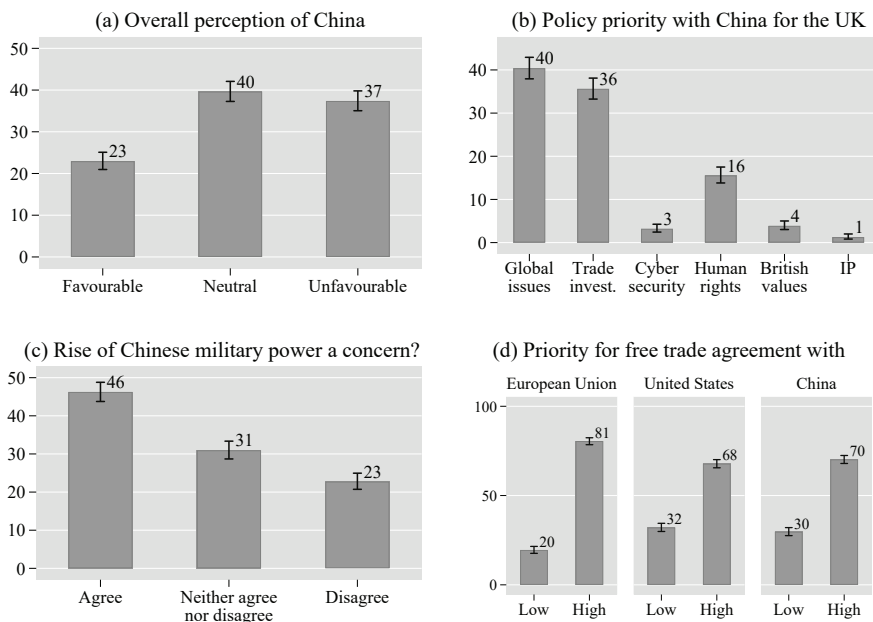 (a) Overall perception of China
50
40
30
20
10
0
23
40
37
Favourable
Neutral
Unfavourable
(b) Policy priority with China for the UK
40
30
20
10
0
40
36
3
16
4
1
Global
issues
Trade
invest.
Cyber
security
Human
rights
British
values
IP
(c) Rise of Chinese military power a concern?
50
40
30
20
10
0
46
31
23
Agree
Neither agree
nor disagree
Disagree
(d) Priority for free trade agreement with
European Union
United States
China
100
50
0
20
81
32
68
30
70
Low
High
Low
High
Low
High